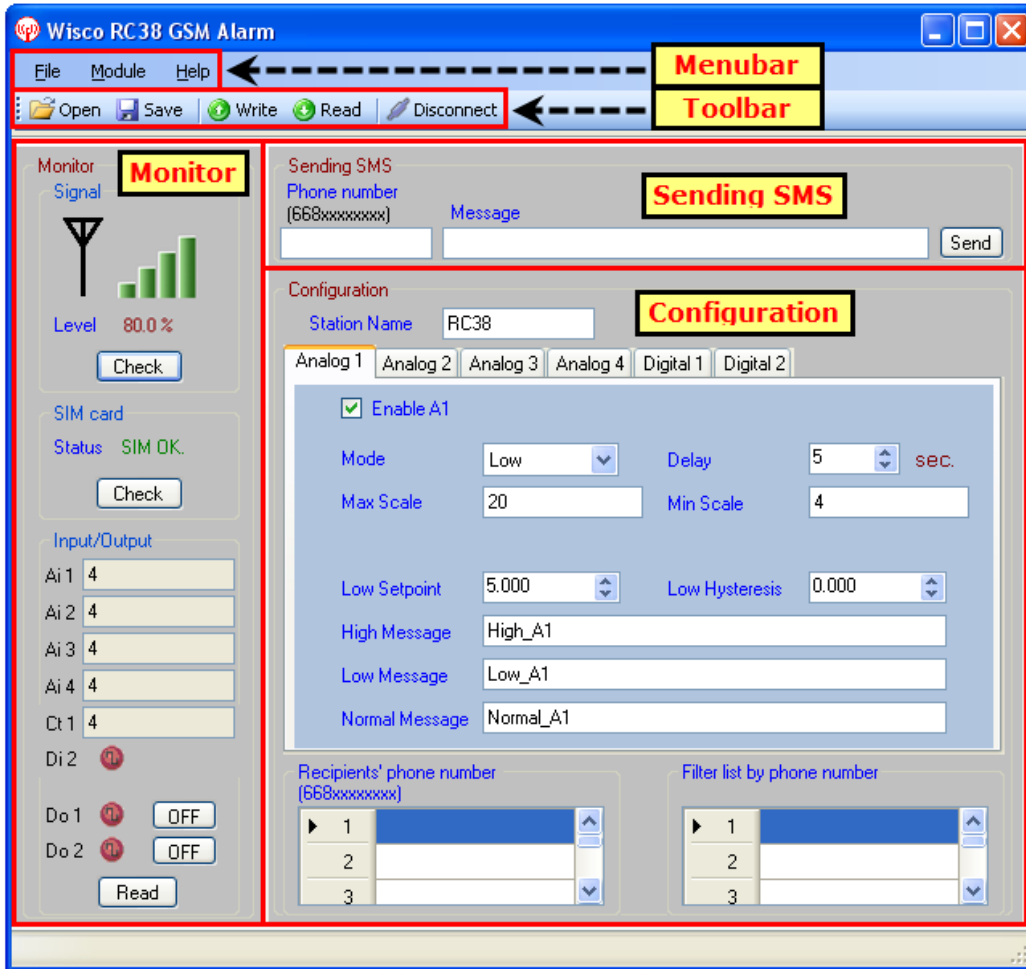 Wisco RC38 GSM Alarm
File Module Help
Menubar
Open Save Write Read Disconnect
Toolbar
Monitor
Monitor
Signal
Level 80.0 %
Check
SIM card
Status SIM OK.
Check
Input/Output
Ai 1 4
Ai 2 4
Ai 3 4
Ai 4 4
Ct 1 4
Di 2
Do 1 OFF
Do 2 OFF
Read
Sending SMS
Sending SMS
Phone number
(668xxxxxxxx)
Message
Send
Configuration
Configuration
Station Name RC38
Analog 1 Analog 2 Analog 3 Analog 4 Digital 1 Digital 2
Enable A1
Mode Low Delay 5 sec.
Max Scale 20 Min Scale 4
Low Setpoint 5.000 Low Hysteresis 0.000
High Message High_A1
Low Message Low_A1
Normal Message Normal_A1
Recipients' phone number
(668xxxxxxxx)
1
2
3
Filter list by phone number
1
2
3